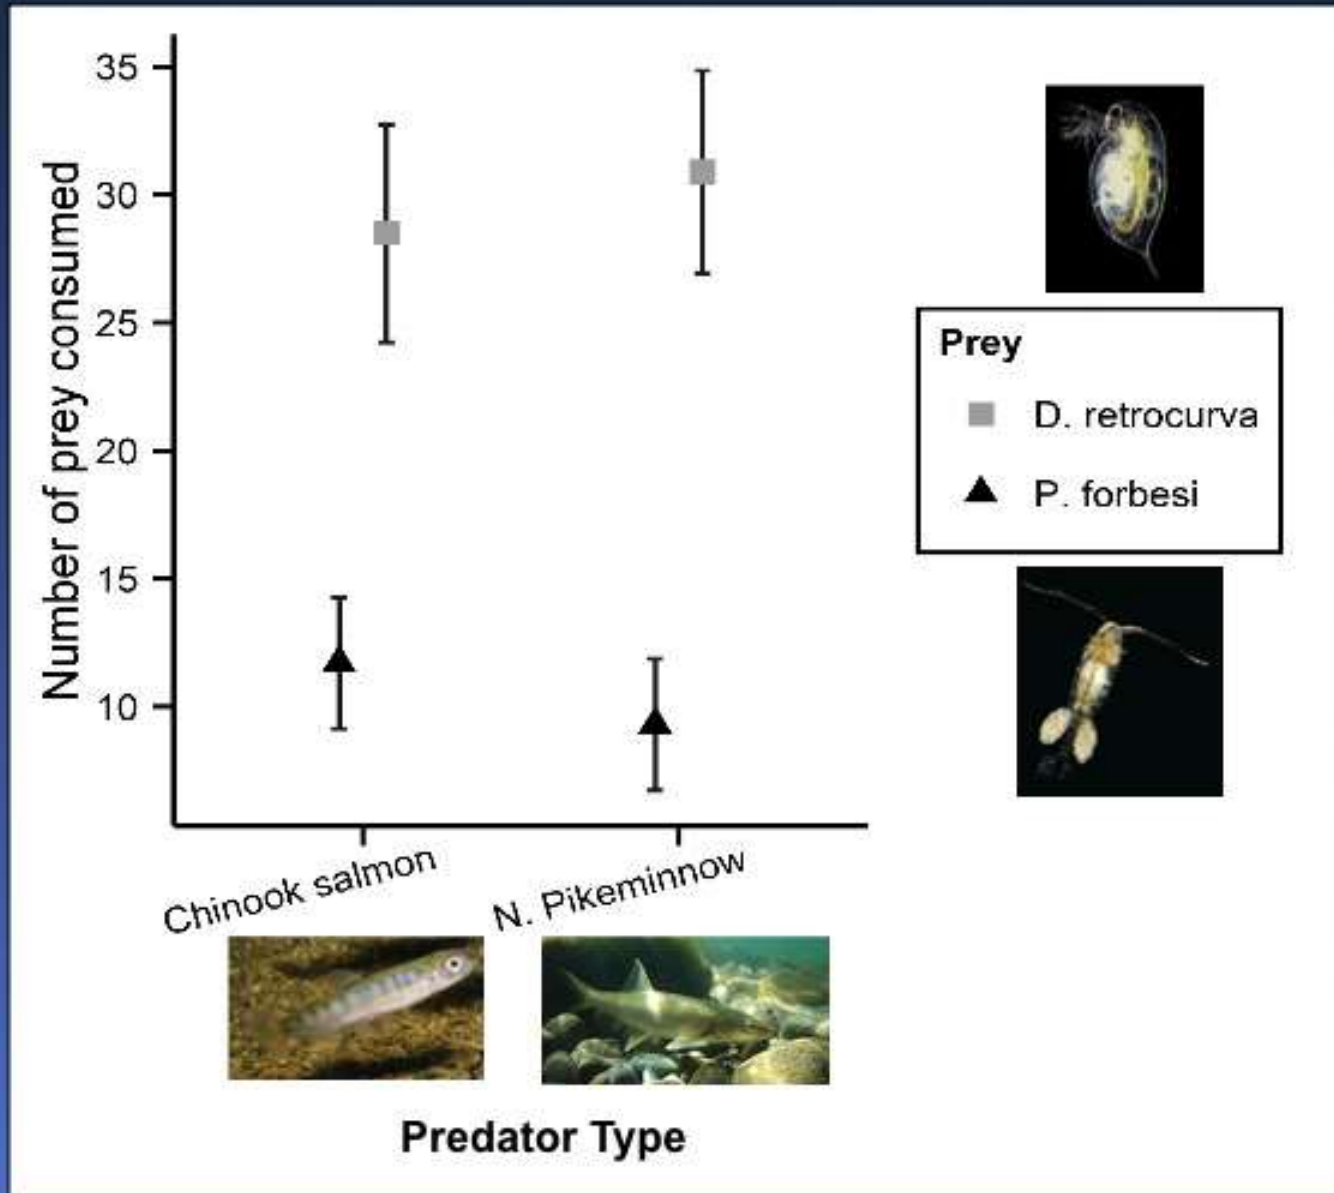 Number of prey consumed
35
30
25
20
15
10
Prey
D. retrocurva
P. forbesi
Chinook salmon
N. Pikeminnow
Predator Type